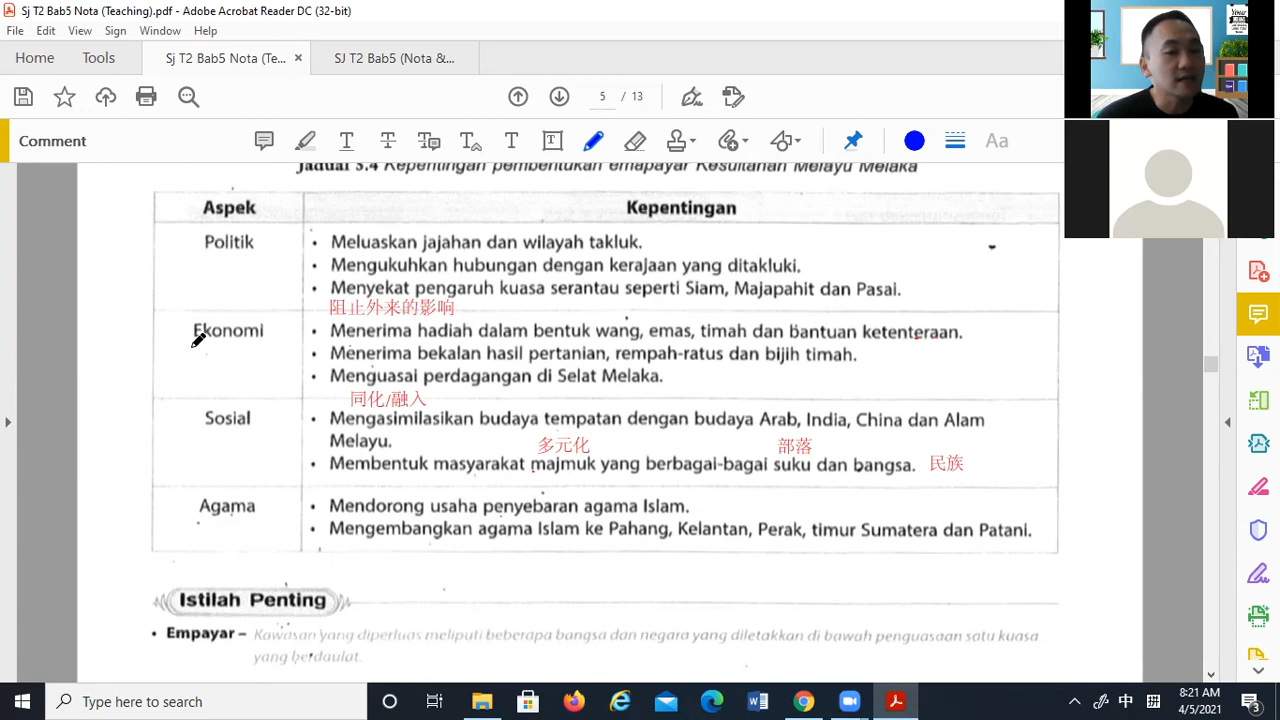 Sj T2 Bab5 Nota (Teaching).pdf - Adobe Acrobat Reader DC (32-bit)
File Edit View Sign Window Help
Home Tools Sj T2 Bab5 Nota (Te... × SJ T2 Bab5 (Nota &...
5 / 13
Comment
Aa
Jadual 5.4 Kepentingan pembentukan emapayar Kesultanan Melayu Melaka
Aspek Kepentingan
Politik • Meluaskan jajahan dan wilayah takluk.
• Mengukuhkan hubungan dengan kerajaan yang ditakluki.
• Menyekat pengaruh kuasa serantau seperti Siam, Majapahit dan Pasai.
阻止外来的影响
Ekonomi • Menerima hadiah dalam bentuk wang, emas, timah dan bantuan ketenteraan.
• Menerima bekalan hasil pertanian, rempah-ratus dan bijih timah.
• Menguasai perdagangan di Selat Melaka.
同化/融入
Sosial • Mengasimilasikan budaya tempatan dengan budaya Arab, India, China dan Alam
Melayu.
多元化 部落
• Membentuk masyarakat majmuk yang berbagai-bagai suku dan bangsa. 民族
Agama • Mendorong usaha penyebaran agama Islam.
• Mengembangkan agama Islam ke Pahang, Kelantan, Perak, timur Sumatera dan Patani.
Istilah Penting
• Empayar – Kawasan yang diperluas meliputi beberapa bangsa dan negara yang diletakkan di bawah penguasaan satu kuasa
yang berdaulat.
Type here to search
中 拼
8:21 AM
4/5/2021
3